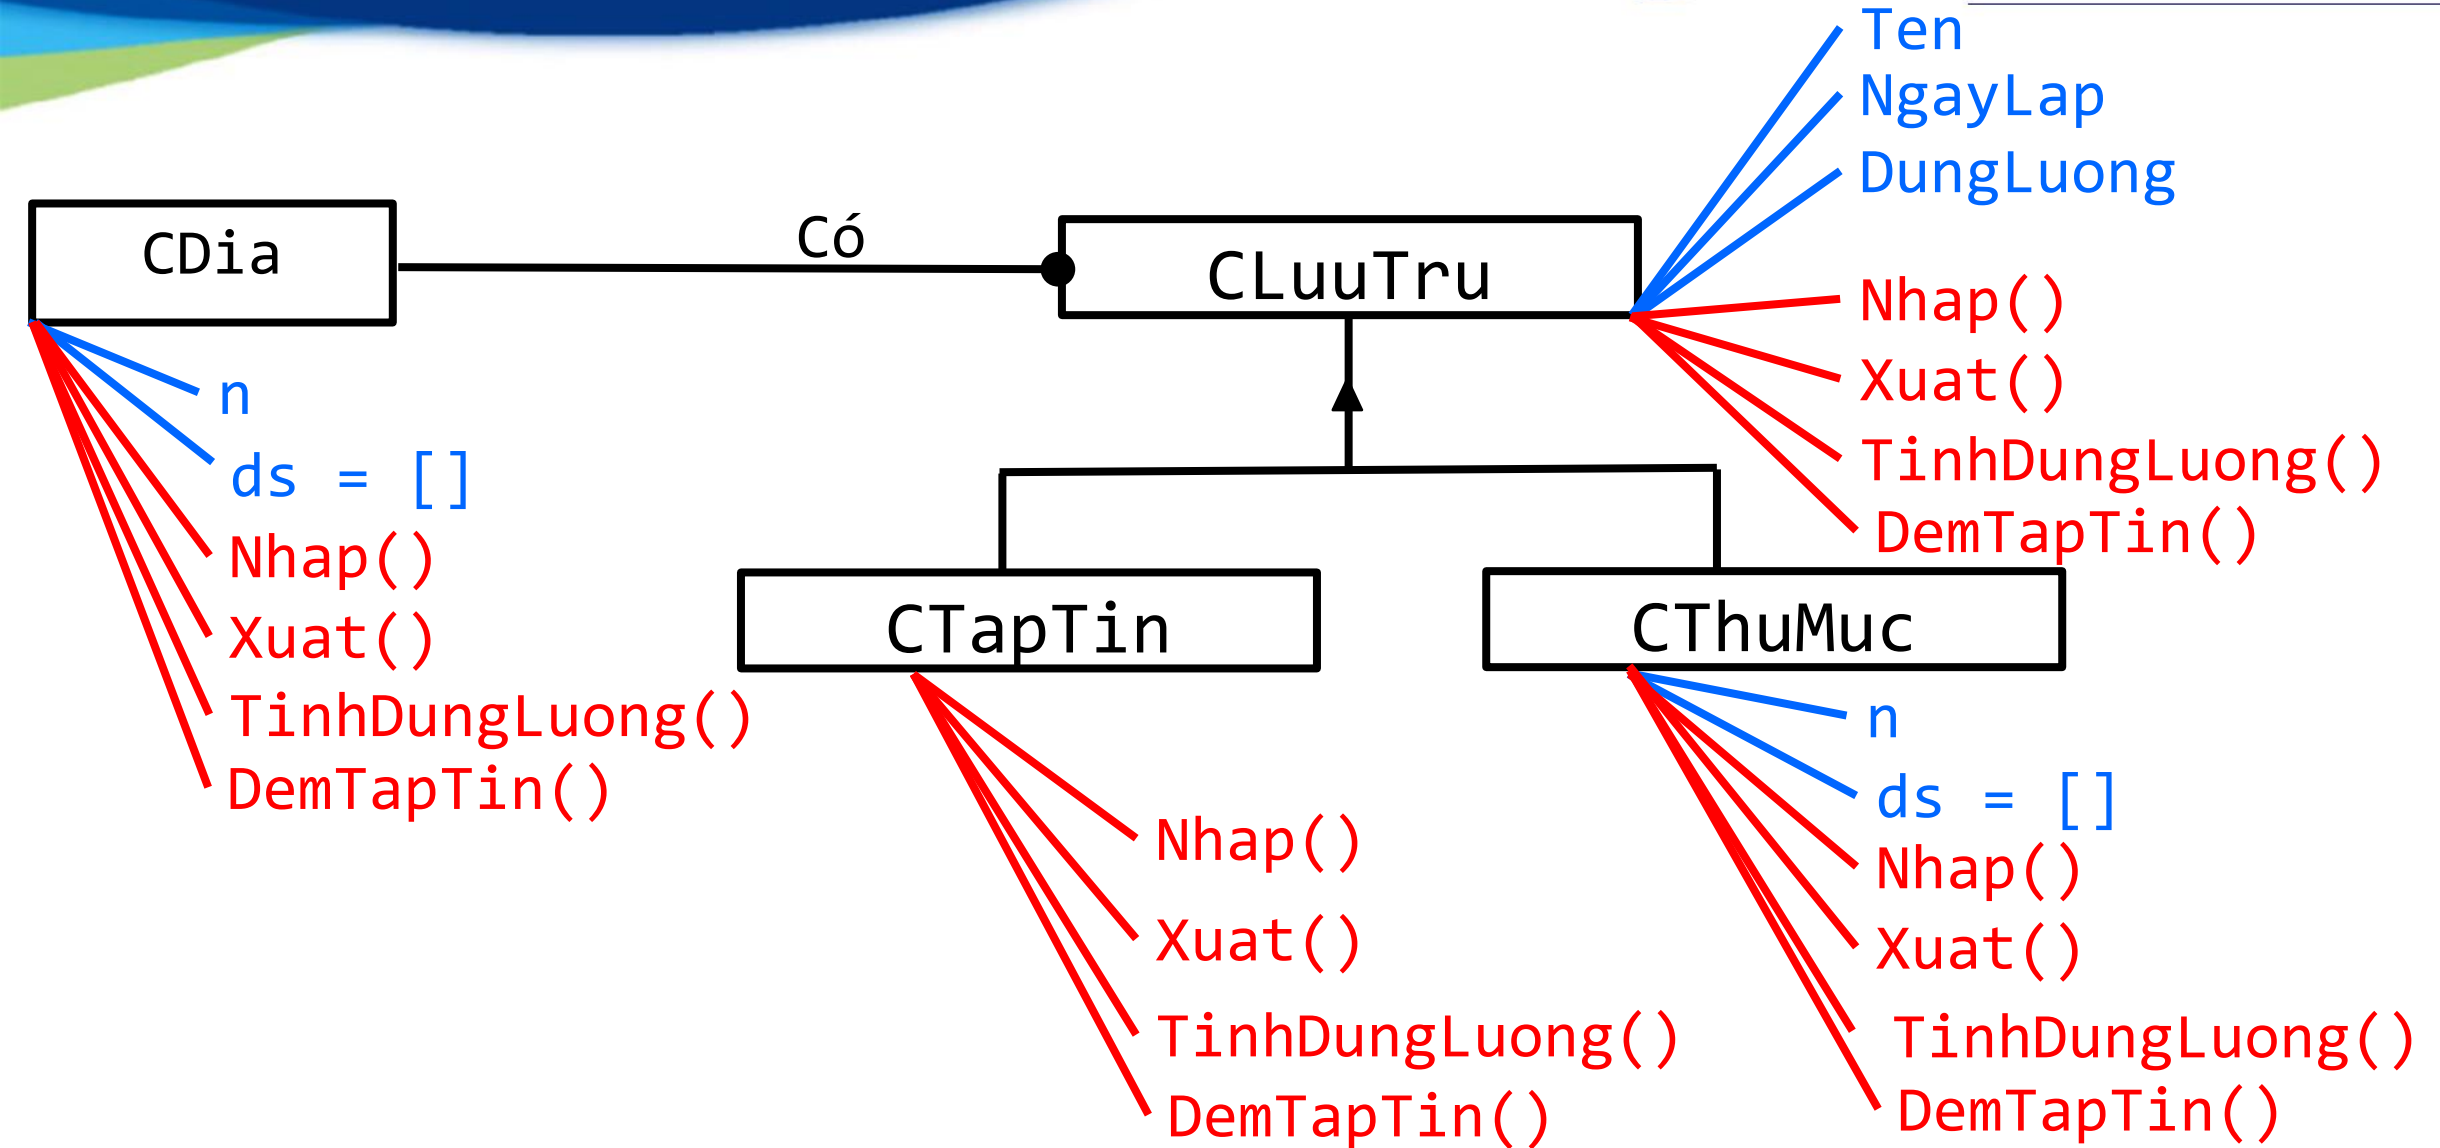 Ten
NgayLap
DungLuong
CDia
Có
CLuuTru
Nhap()
Xuat()
TinhDungLuong()
DemTapTin()
n
ds = []
Nhap()
Xuat()
TinhDungLuong()
DemTapTin()
CTapTin
Nhap()
Xuat()
TinhDungLuong()
DemTapTin()
CThuMuc
n
ds = []
Nhap()
Xuat()
TinhDungLuong()
DemTapTin()